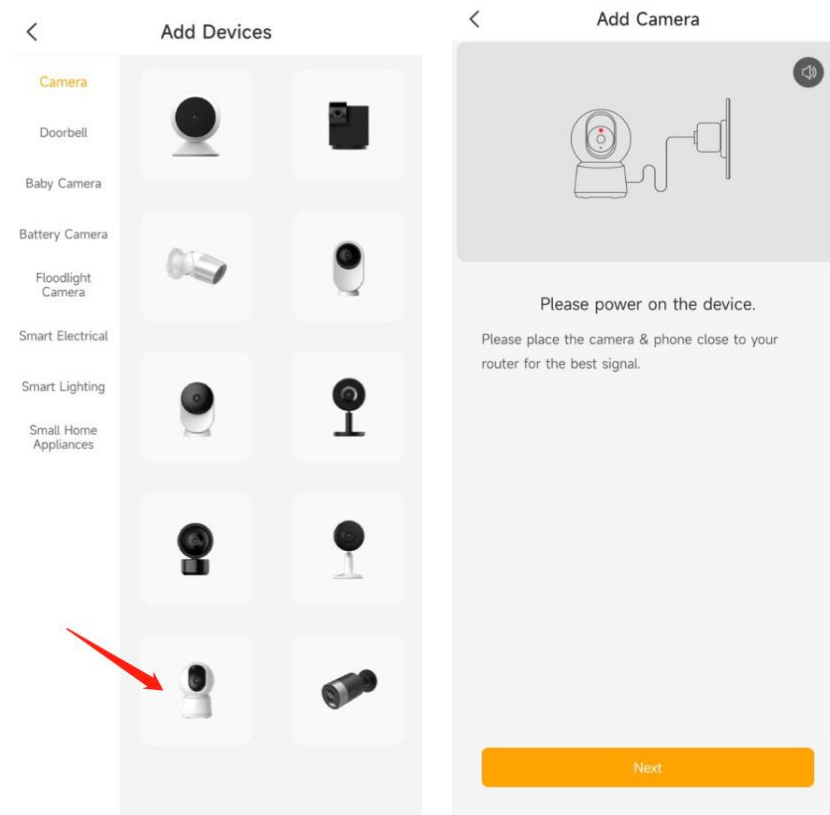 Add Devices
Camera
Doorbell
Baby Camera
Battery Camera
Floodlight
Camera
Smart Electrical
Smart Lighting
Small Home
Appliances
Add Camera
Please power on the device.
Please place the camera & phone close to your
router for the best signal.
Next